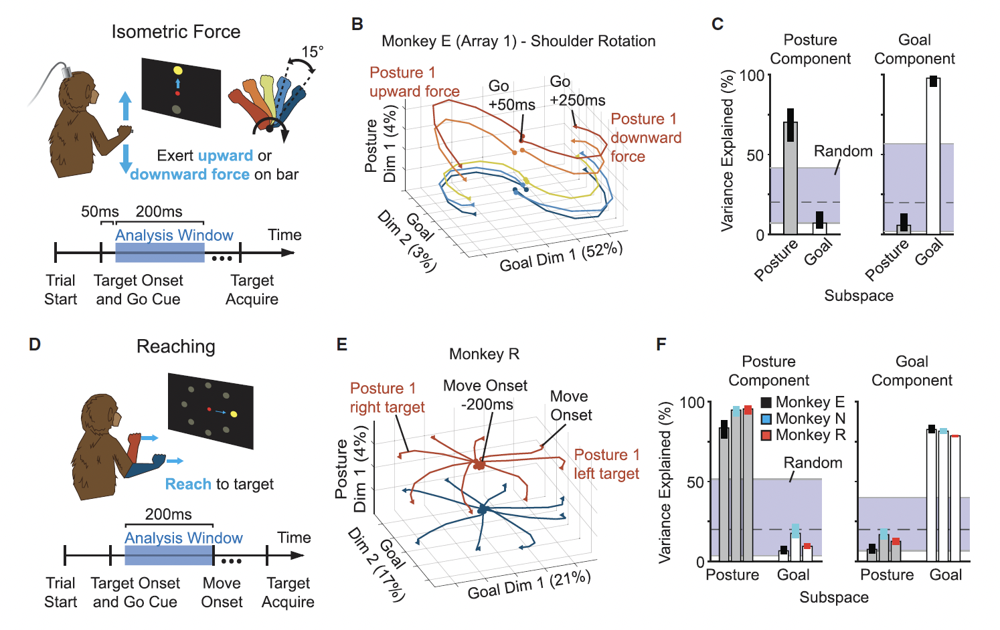 Isometric Force
15°
Exert upward or
downward force on bar
50ms 200ms
Analysis Window
Time
Trial
Start
Target Onset
and Go Cue
Target
Acquire
B
Monkey E (Array 1) - Shoulder Rotation
Posture 1
upward force
Go
+50ms
Go
+250ms
Posture 1
downward
force
Posture
Dim 1 (4%)
Goal
Dim 2 (3%)
Goal Dim 1 (52%)
C
Posture
Component
Goal
Component
Variance Explained (%)
100
50
0
Random
Posture
Goal
Posture
Goal
Subspace
D
Reaching
Reach to target
200ms
Analysis Window
Time
Trial
Start
Target Onset
and Go Cue
Move
Onset
Target
Acquire
E
Monkey R
Posture 1
right target
Move Onset
-200ms
Move
Onset
Posture 1
left target
Posture
Dim 1 (4%)
Goal
Dim 2 (17%)
Goal Dim 1 (21%)
F
Posture
Component
Goal
Component
Variance Explained (%)
100
50
0
Monkey E
Monkey N
Monkey R
Random
Posture Goal
Posture Goal
Subspace